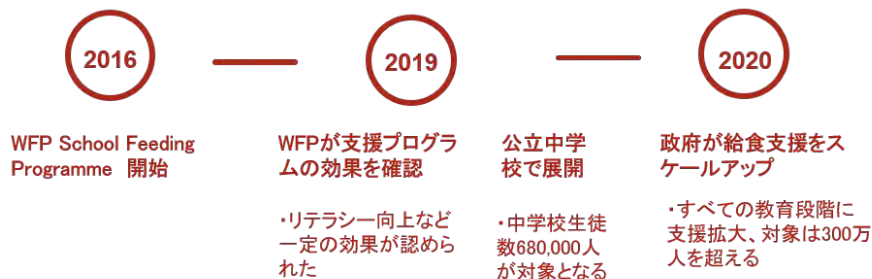 2016
2019
2020
WFP School Feeding
Programme 開始
WFPが支援プログラ
ムの効果を確認
・リテラシー向上など
一定の効果が認めら
れた
公立中学
校で展開
・中学校生徒
数680,000人
が対象となる
政府が給食支援をス
ケールアップ
・すべての教育段階に
支援拡大、対象は300万
人を超える